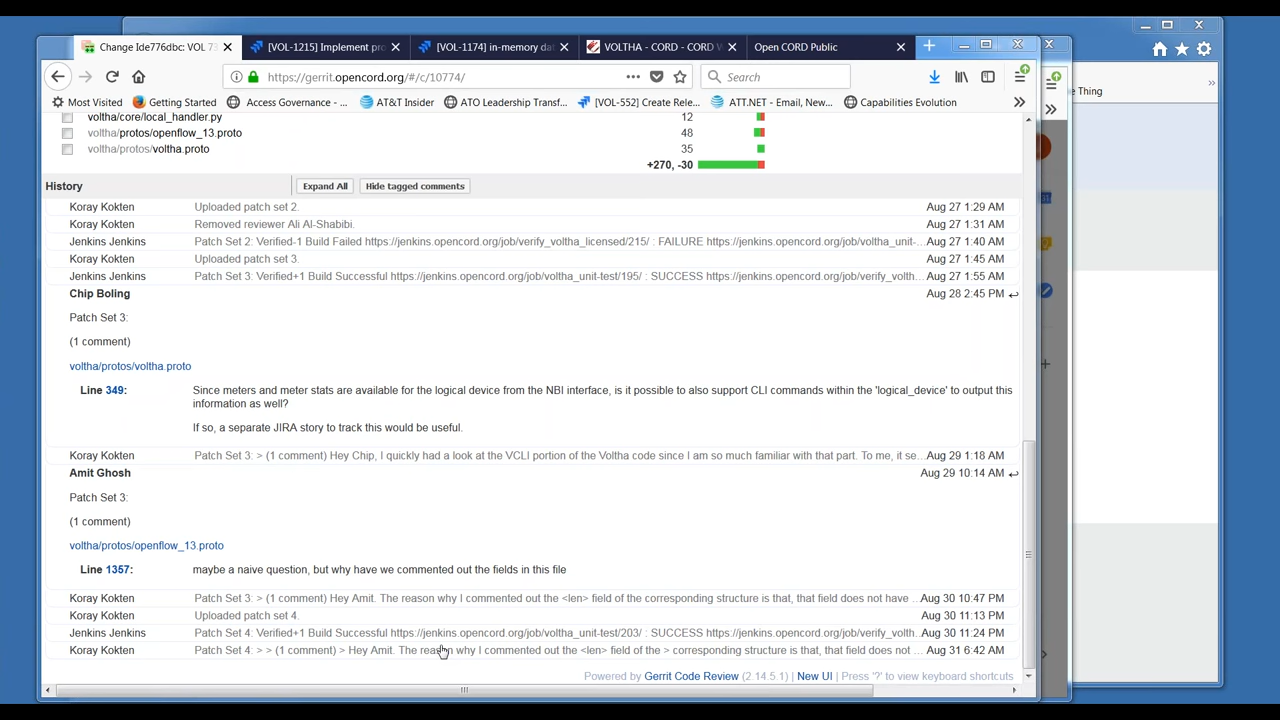 Change Ide776dbc: VOL 73
[VOL-1215] Implement pro
[VOL-1174] in-memory dat
VOLTHA - CORD - CORD W
Open CORD Public
https://gerrit.opencord.org/#/c/10774/
Search
Most Visited
Getting Started
Access Governance - ...
AT&T Insider
ATO Leadership Transf...
[VOL-552] Create Rele...
ATT.NET - Email, New...
Capabilities Evolution
e Thing
voltha/core/local_handler.py 12
voltha/protos/openflow_13.proto 48
voltha/protos/voltha.proto 35
+270, -30
History Expand All Hide tagged comments
Koray Kokten Uploaded patch set 2. Aug 27 1:29 AM
Koray Kokten Removed reviewer Ali Al-Shabibi. Aug 27 1:31 AM
Jenkins Jenkins Patch Set 2: Verified-1 Build Failed https://jenkins.opencord.org/job/verify_voltha_licensed/215/ : FAILURE https://jenkins.opencord.org/job/voltha_unit-... Aug 27 1:40 AM
Koray Kokten Uploaded patch set 3. Aug 27 1:45 AM
Jenkins Jenkins Patch Set 3: Verified+1 Build Successful https://jenkins.opencord.org/job/voltha_unit-test/195/ : SUCCESS https://jenkins.opencord.org/job/verify_volth... Aug 27 1:55 AM
Chip Boling Aug 28 2:45 PM
Patch Set 3:
(1 comment)
voltha/protos/voltha.proto
Line 349: Since meters and meter stats are available for the logical device from the NBI interface, is it possible to also support CLI commands within the 'logical_device' to output this
information as well?
If so, a separate JIRA story to track this would be useful.
Koray Kokten Patch Set 3: > (1 comment) Hey Chip, I quickly had a look at the VCLI portion of the Voltha code since I am so much familiar with that part. To me, it se... Aug 29 1:18 AM
Amit Ghosh Aug 29 10:14 AM
Patch Set 3:
(1 comment)
voltha/protos/openflow_13.proto
Line 1357: maybe a naive question, but why have we commented out the fields in this file
Koray Kokten Patch Set 3: > (1 comment) Hey Amit. The reason why I commented out the <len> field of the corresponding structure is that, that field does not have ... Aug 30 10:47 PM
Koray Kokten Uploaded patch set 4. Aug 30 11:13 PM
Jenkins Jenkins Patch Set 4: Verified+1 Build Successful https://jenkins.opencord.org/job/voltha_unit-test/203/ : SUCCESS https://jenkins.opencord.org/job/verify_volth... Aug 30 11:24 PM
Koray Kokten Patch Set 4: > > (1 comment) > Hey Amit. The reason why I commented out the <len> field of the > corresponding structure is that, that field does not ... Aug 31 6:42 AM
Powered by Gerrit Code Review (2.14.5.1) | New UI | Press '?' to view keyboard shortcuts